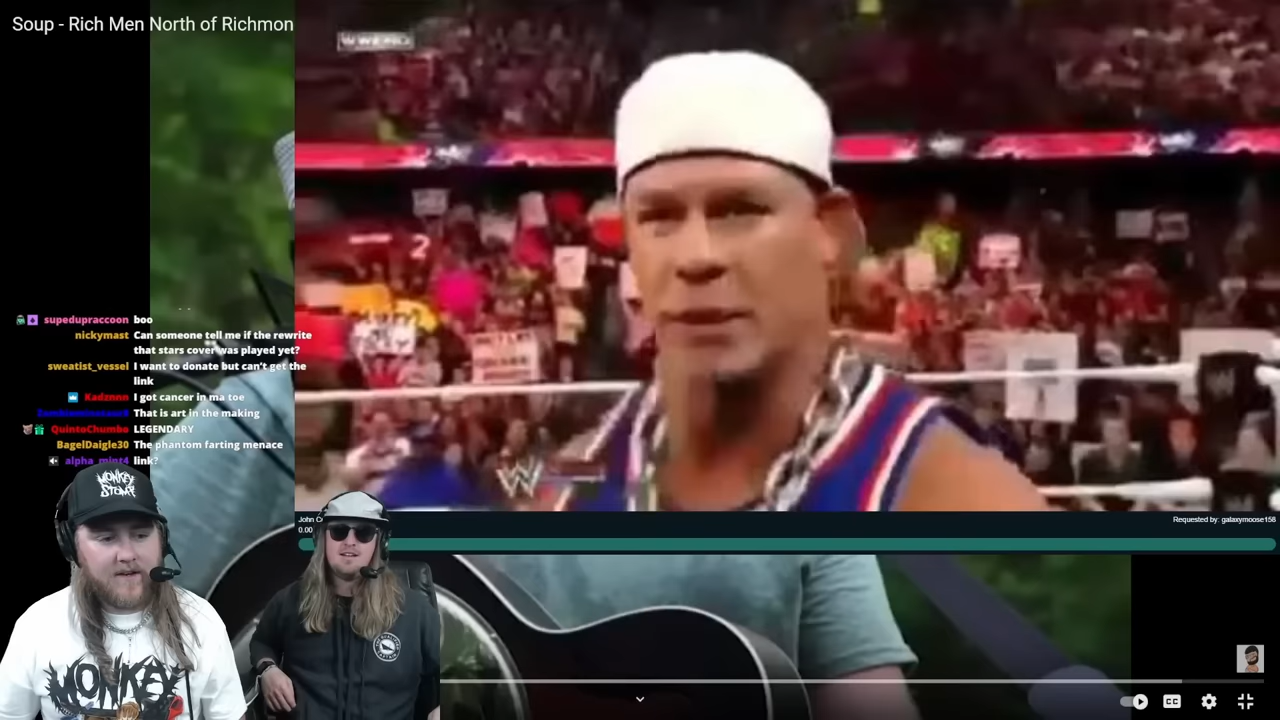 Soup - Rich Men North of Richmon
supedupraccoon boo
nickymast Can someone tell me if the rewrite
that stars cover was played yet?
sweatist_vessel I want to donate but can't get the
link
Kadznnn I got cancer in ma toe
That is art in the making
QuintoChumbo LEGENDARY
BagelDaigle30 The phantom farting menace
alpha_mint4 link?
2
W
MONKEY
STOMP
John C
Requested by: galaxymoose158
0:00
MONKEY
CC